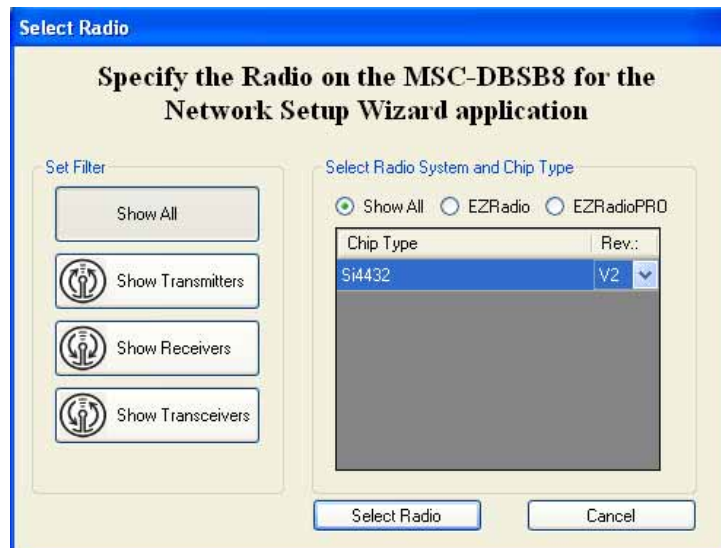 Select Radio
Specify the Radio on the MSC-DBSB8 for the
Network Setup Wizard application
Set Filter
Show All
Show Transmitters
Show Receivers
Show Transceivers
Select Radio System and Chip Type
Show All EZRadio EZRadioPRO
Chip Type Rev.:
Si4432 V2
Select Radio Cancel